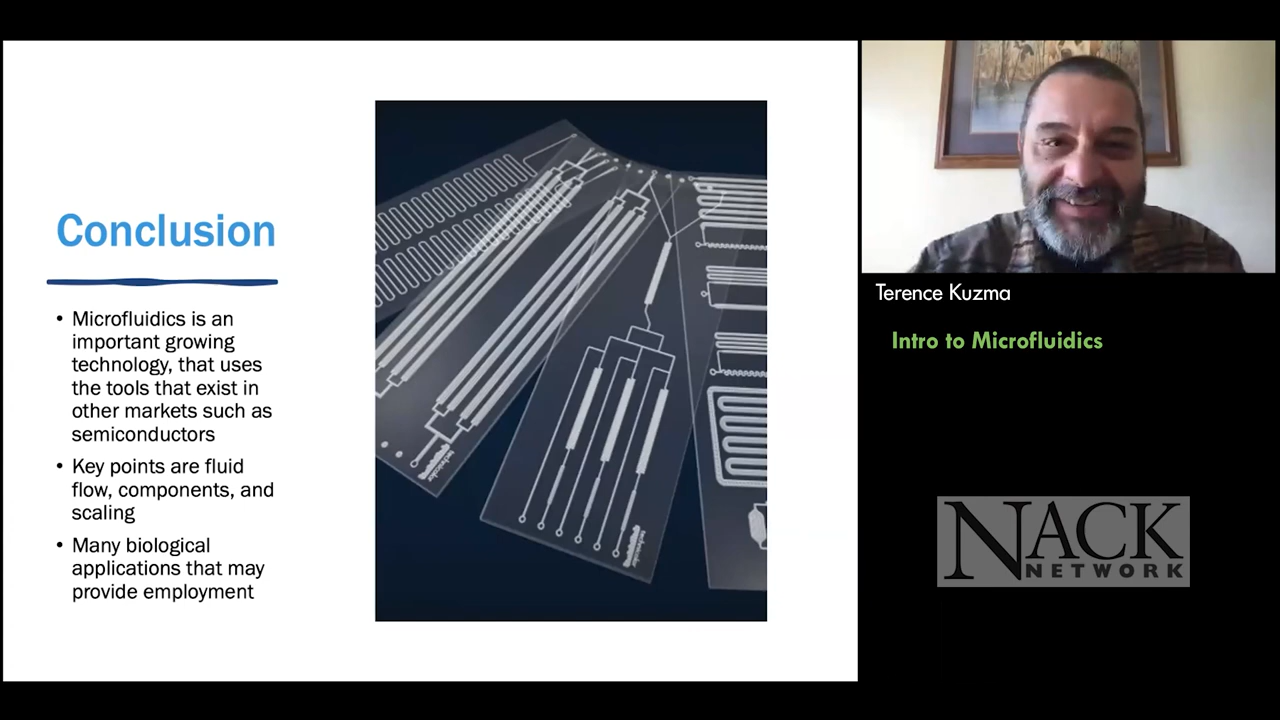 Conclusion
• Microfluidics is an
important growing
technology, that uses
the tools that exist in
other markets such as
semiconductors
• Key points are fluid
flow, components, and
scaling
• Many biological
applications that may
provide employment
technicolor
technicolor
Terence Kuzma
Intro to Microfluidics
NACK
NETWORK